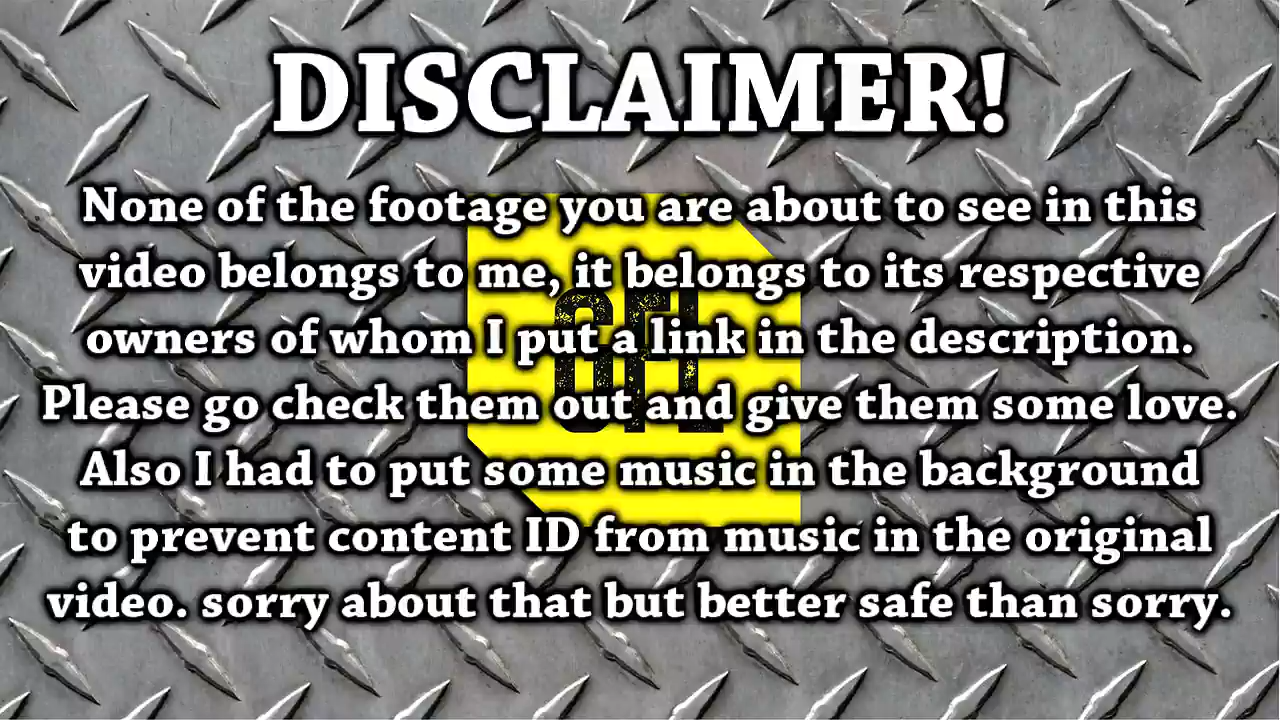 DISCLAIMER!
None of the footage you are about to see in this
video belongs to me, it belongs to its respective
owners of whom I put a link in the description.
Please go check them out and give them some love.
Also I had to put some music in the background
to prevent content ID from music in the original
video. sorry about that but better safe than sorry.